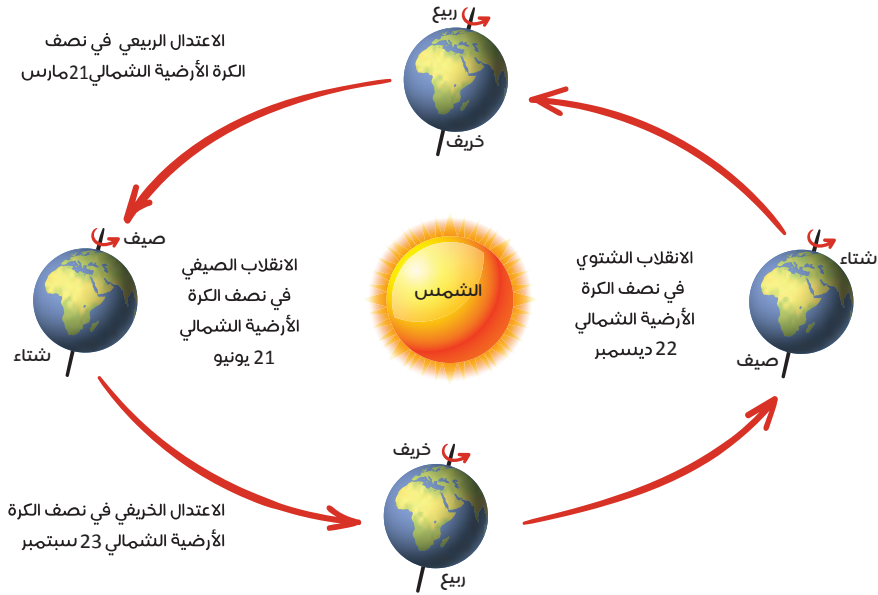 ربيع
الاعتدال الربيعي في نصف
الكرة الأرضية الشمالي21مارس
خريف
صيف
شتاء
الانقلاب الشتوي
في نصف الكرة
الأرضية الشمالي
22 ديسمبر
الشمس
الانقلاب الصيفي
في نصف الكرة
الأرضية الشمالي
21 يونيو
شتاء
صيف
خريف
الاعتدال الخريفي في نصف الكرة
الأرضية الشمالي 23 سبتمبر
ربيع